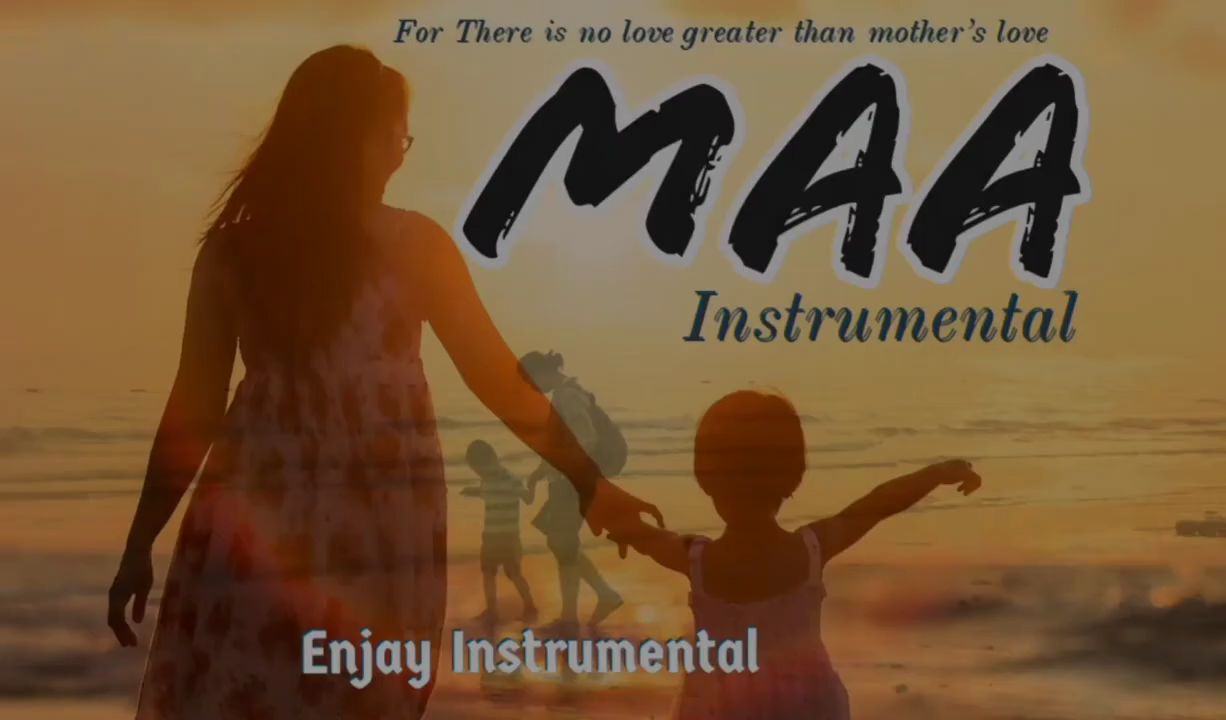 For There is no love greater than mother’s love
MAA
Instrumental
Enjay Instrumental